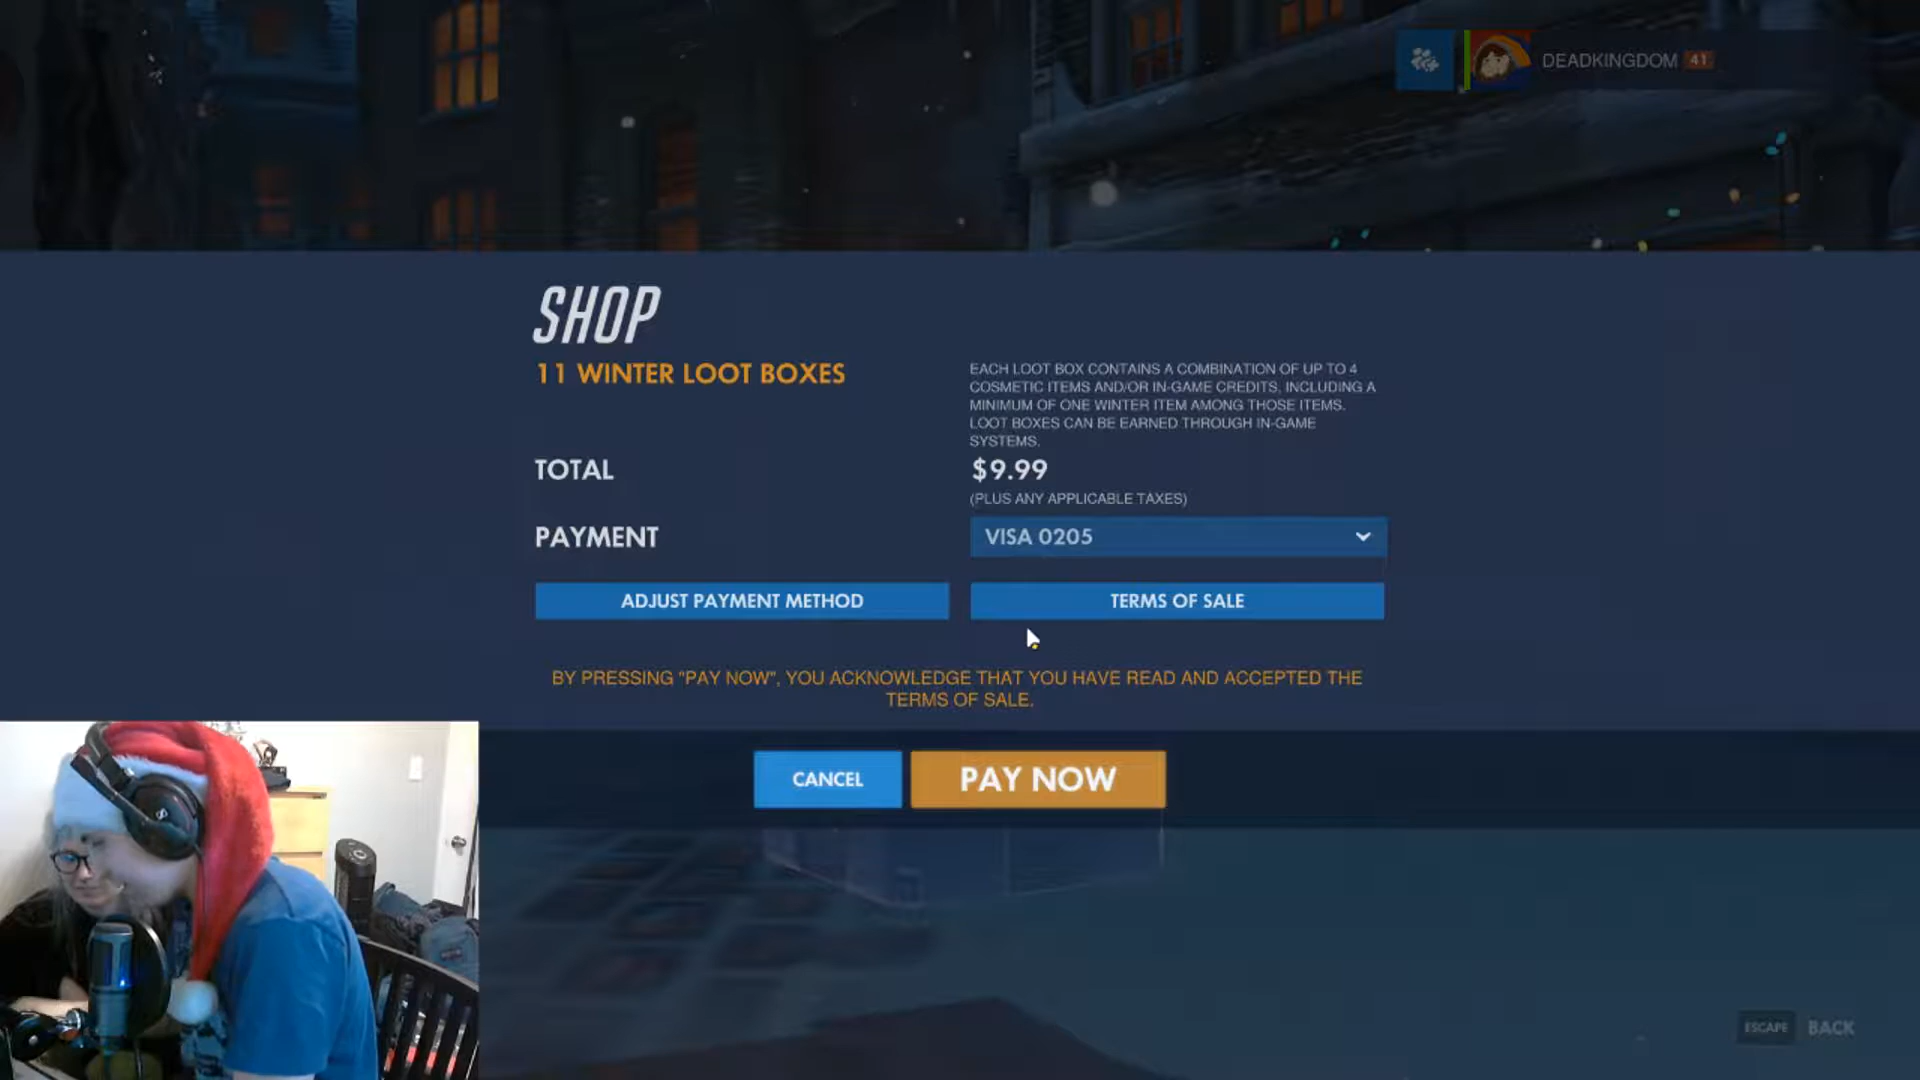 DEADKINGDOM 41
SHOP
11 WINTER LOOT BOXES
EACH LOOT BOX CONTAINS A COMBINATION OF UP TO 4
COSMETIC ITEMS AND/OR IN-GAME CREDITS, INCLUDING A
MINIMUM OF ONE WINTER ITEM AMONG THOSE ITEMS.
LOOT BOXES CAN BE EARNED THROUGH IN-GAME
SYSTEMS.
TOTAL
$9.99
(PLUS ANY APPLICABLE TAXES)
PAYMENT
VISA 0205
ADJUST PAYMENT METHOD
TERMS OF SALE
BY PRESSING "PAY NOW", YOU ACKNOWLEDGE THAT YOU HAVE READ AND ACCEPTED THE
TERMS OF SALE.
CANCEL
PAY NOW
ESCAPE
BACK